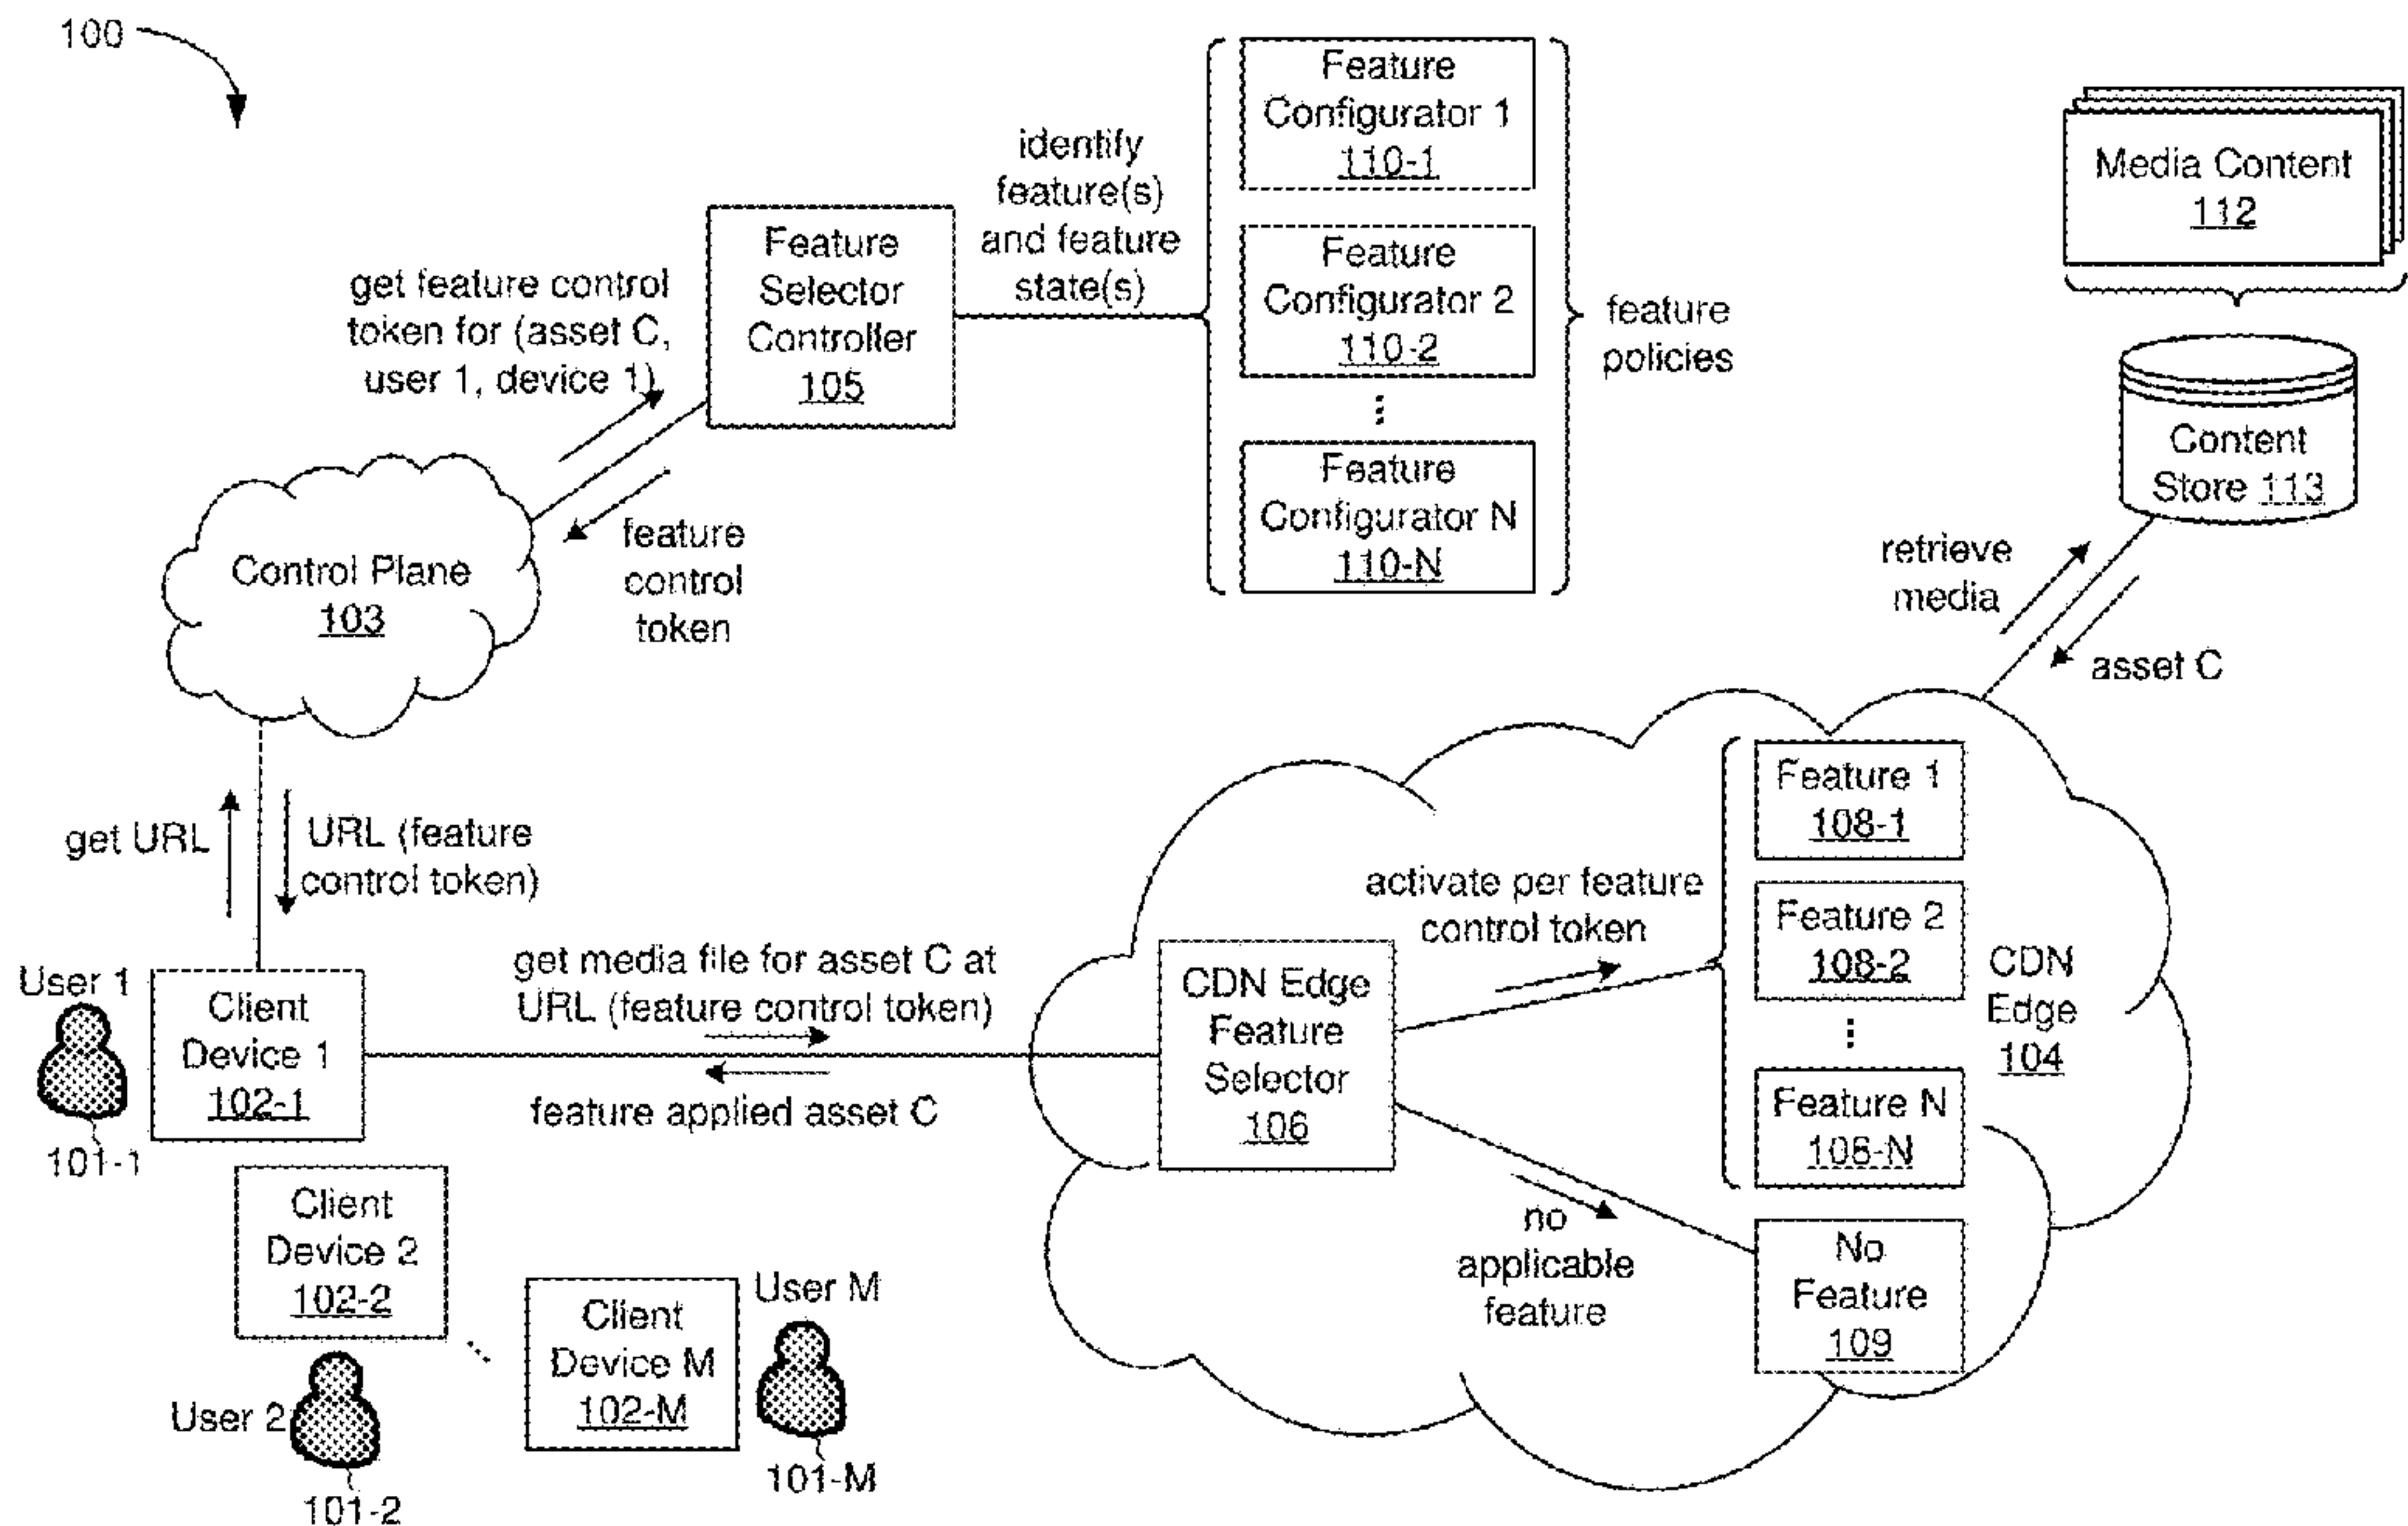 100
Feature
Configurator 1
110-1
Feature
Configurator 2
110-2
⋮
Feature
Configurator N
110-N
feature
policies
identify
feature(s)
and feature
state(s)
Feature
Selector
Controller
105
get feature control
token for (asset C,
user 1, device 1)
feature
control
token
Control Plane
103
Media Content
112
Content
Store 113
retrieve
media
asset C
get URL
URL (feature
control token)
User 1
Client
Device 1
102-1
101-1
get media file for asset C at
URL (feature control token)
feature applied asset C
CDN Edge
Feature
Selector
106
activate per feature
control token
Feature 1
108-1
Feature 2
108-2
⋮
Feature N
108-N
CDN
Edge
104
no
applicable
feature
No
Feature
109
Client
Device 2
102-2
User 2
101-2
⋱
Client
Device M
102-M
User M
101-M